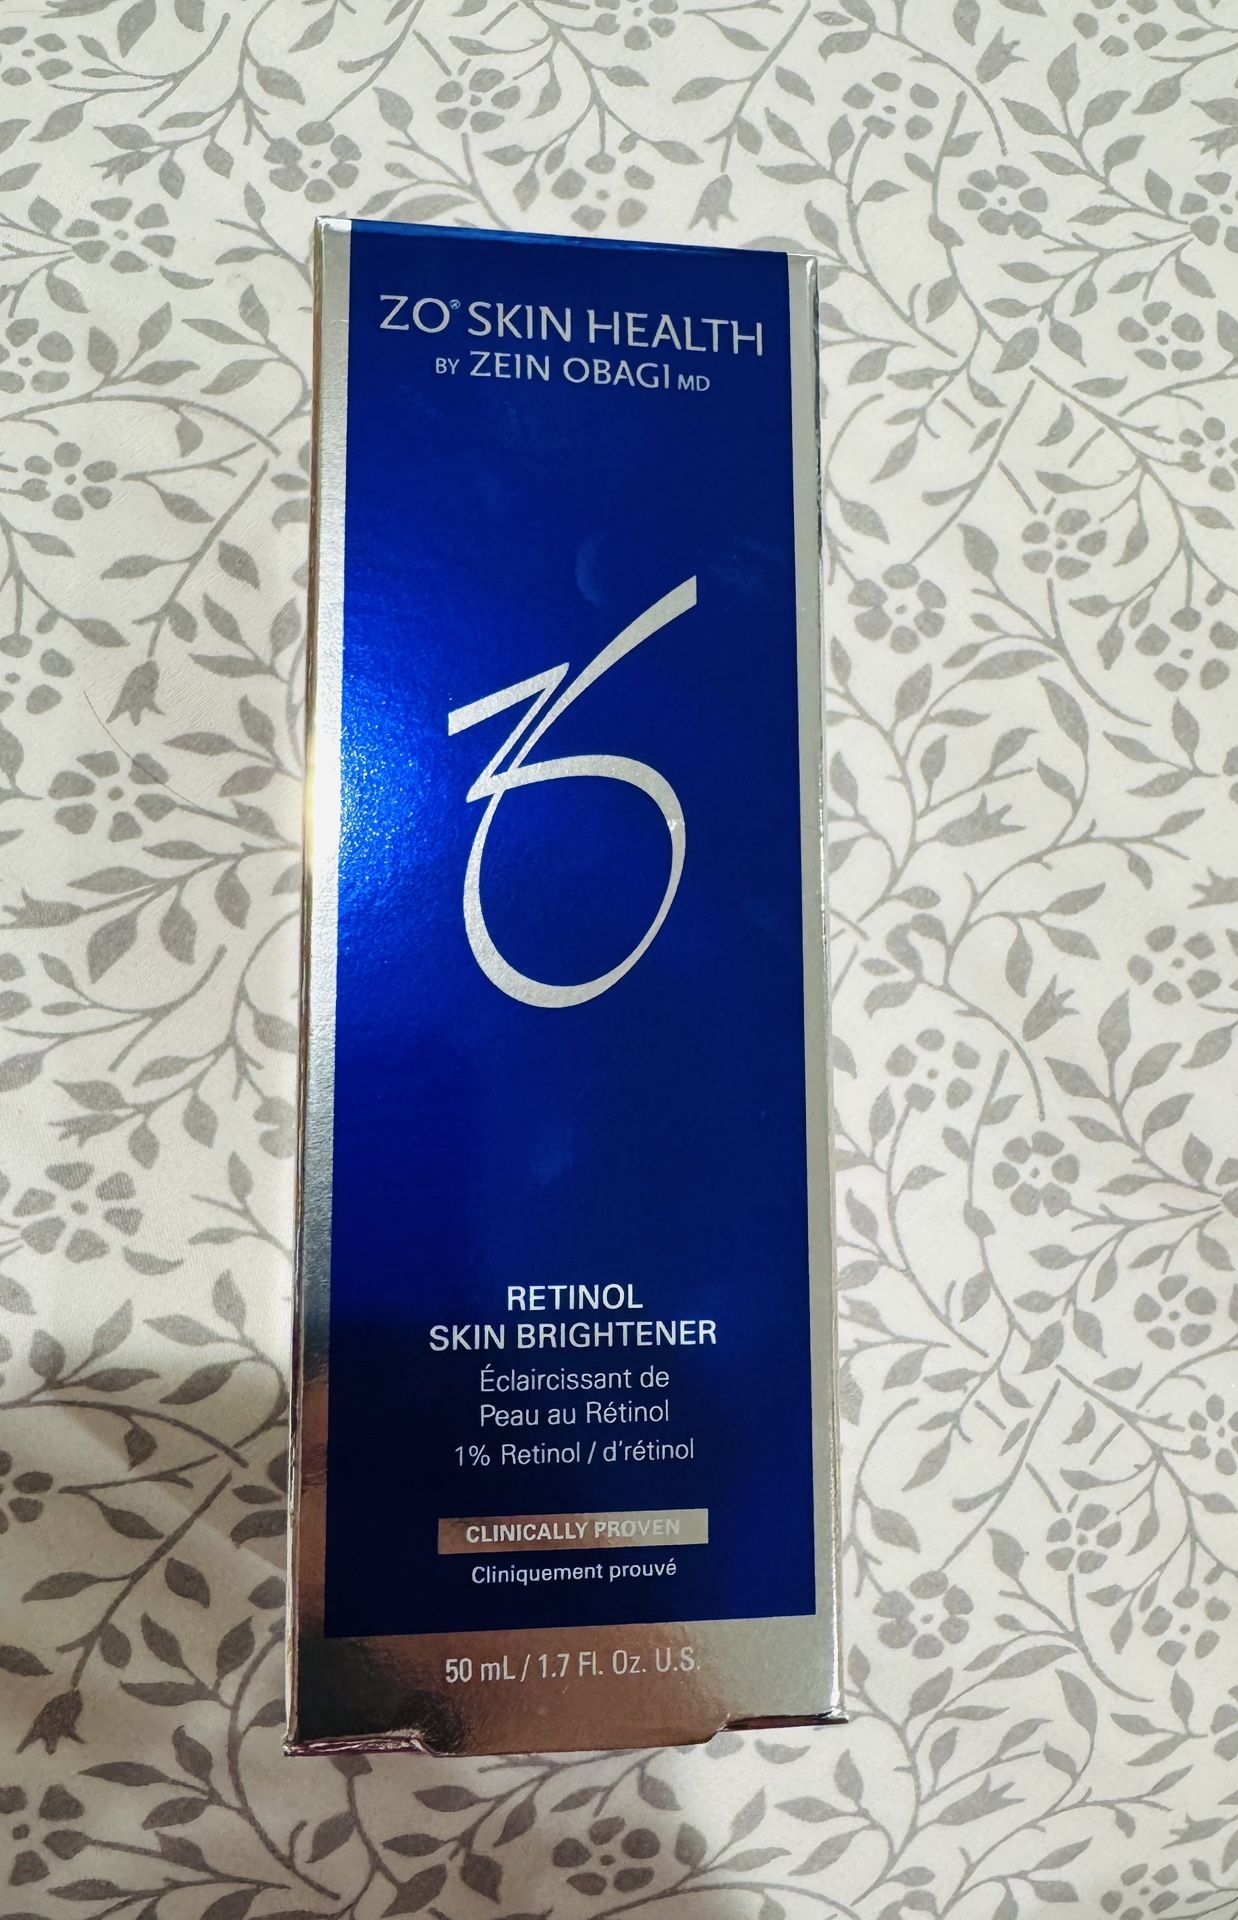 ZO® SKIN HEALTH
BY ZEIN OBAGI MD
RETINOL
SKIN BRIGHTENER
Éclaircissant de
Peau au Rétinol
1% Retinol / d'rétinol
CLINICALLY PROVEN
Cliniquement prouvé
50 mL / 1.7 Fl. Oz. U.S.